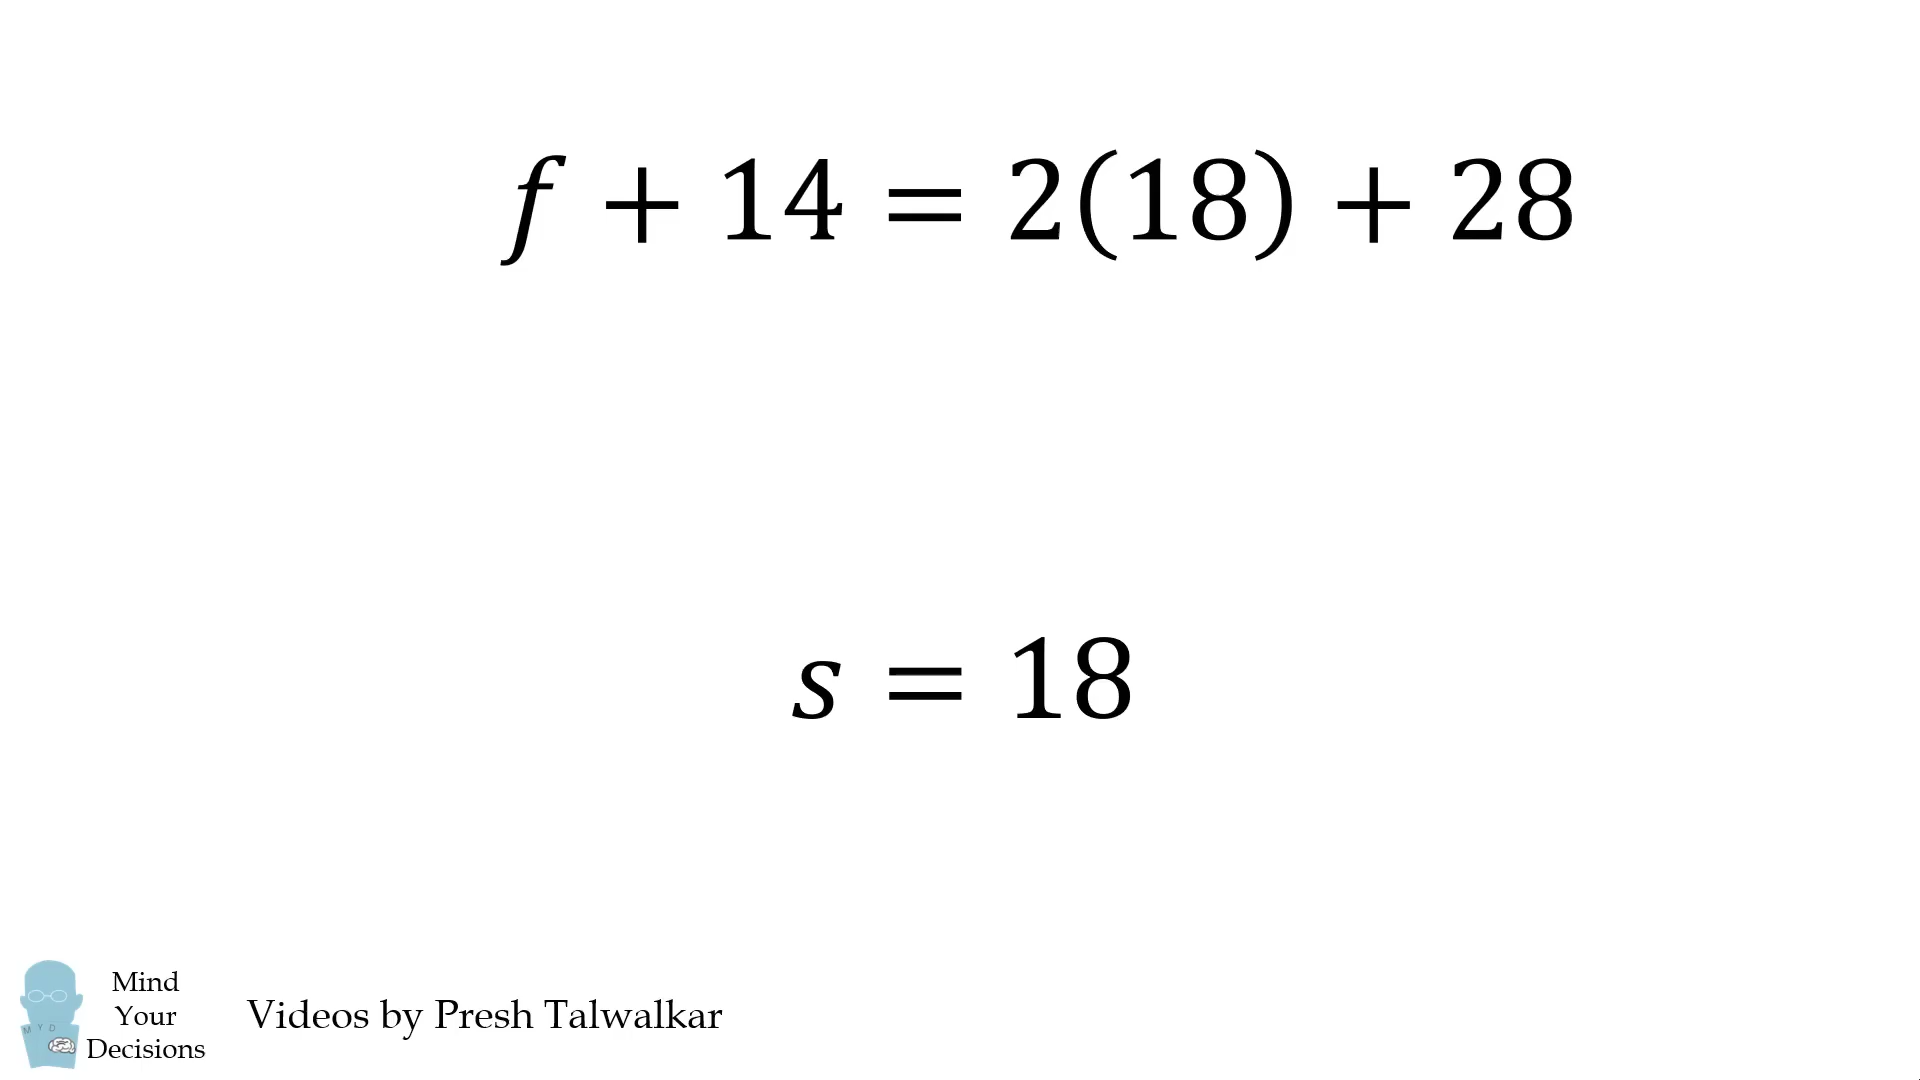 f + 14 = 2(18) + 28
s = 18
Mind
Your
Decisions
Videos by Presh Talwalkar
M Y D